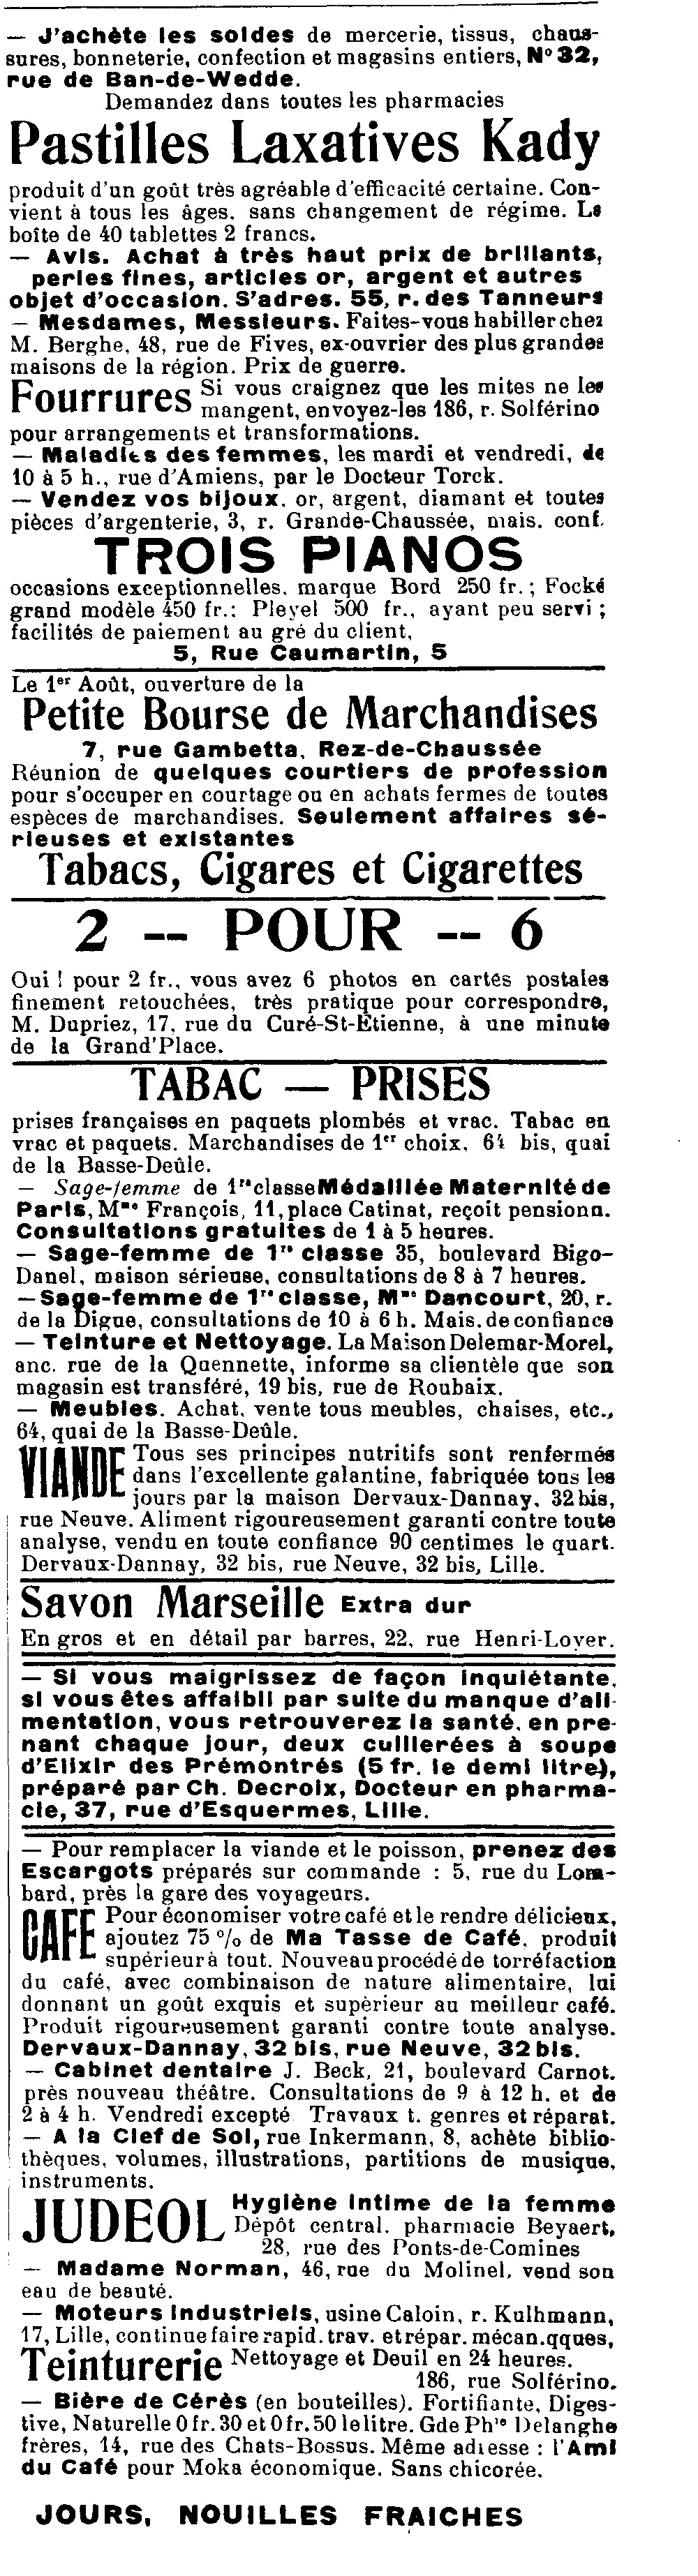 — J'achète les soldes de mercerie, tissus, chaus-
sures, bonneterie, confection et magasins entiers, N° 32,
rue de Ban-de-Wedde.
Demandez dans toutes les pharmacies
Pastilles Laxatives Kady
produit d'un goût très agréable d'efficacité certaine. Con-
vient à tous les âges. sans changement de régime. La
boîte de 40 tablettes 2 francs.
— Avis. Achat à très haut prix de brillants,
perles fines, articles or, argent et autres
objet d'occasion. S'adres. 55, r. des Tanneurs
— Mesdames, Messieurs. Faites-vous habiller chez
M. Berghe, 48, rue de Fives, ex-ouvrier des plus grandes
maisons de la région. Prix de guerre.
Fourrures Si vous craignez que les mites ne les
mangent, envoyez-les 186, r. Solférino
pour arrangements et transformations.
— Maladies des femmes, les mardi et vendredi, de
10 à 5 h., rue d'Amiens, par le Docteur Torck.
— Vendez vos bijoux, or, argent, diamant et toutes
pièces d'argenterie, 3, r. Grande-Chaussée, mais. conf.
TROIS PIANOS
occasions exceptionnelles. marque Bord 250 fr. ; Focké
grand modèle 450 fr.: Pleyel 500 fr., ayant peu servi ;
facilités de paiement au gré du client,
5, Rue Caumartin, 5
Le 1er Août, ouverture de la
Petite Bourse de Marchandises
7, rue Gambetta, Rez-de-Chaussée
Réunion de quelques courtiers de profession
pour s'occuper en courtage ou en achats fermes de toutes
espèces de marchandises. Seulement affaires sé-
rieuses et existantes
Tabacs, Cigares et Cigarettes
2 -- POUR -- 6
Oui ! pour 2 fr., vous avez 6 photos en cartes postales
finement retouchées, très pratique pour correspondre,
M. Dupriez, 17, rue du Curé-St-Etienne, à une minute
de la Grand'Place.
TABAC — PRISES
prises françaises en paquets plombés et vrac. Tabac en
vrac et paquets. Marchandises de 1er choix, 64 bis, quai
de la Basse-Deûle.
— Sage-femme de 1re classe Médaillée Maternité de
Paris, Mme François, 11, place Catinat, reçoit pensionn.
Consultations gratuites de 1 à 5 heures.
— Sage-femme de 1re classe 35, boulevard Bigo-
Danel, maison sérieuse, consultations de 8 à 7 heures.
— Sage-femme de 1re classe, Mme Dancourt, 20, r.
de la Digue, consultations de 10 à 6 h. Mais. de confiance
— Teinture et Nettoyage. La Maison Delemar-Morel,
anc. rue de la Quennette, informe sa clientèle que son
magasin est transféré, 19 bis, rue de Roubaix.
— Meubles. Achat, vente tous meubles, chaises, etc.,
64, quai de la Basse-Deûle.
VIANDE Tous ses principes nutritifs sont renfermés
dans l'excellente galantine, fabriquée tous les
jours par la maison Dervaux-Dannay, 32 bis,
rue Neuve. Aliment rigoureusement garanti contre toute
analyse, vendu en toute confiance 90 centimes le quart.
Dervaux-Dannay, 32 bis, rue Neuve, 32 bis, Lille.
Savon Marseille Extra dur
En gros et en détail par barres, 22, rue Henri-Loyer.
— Si vous maigrissez de façon inquiétante,
si vous êtes affaibli par suite du manque d'ali-
mentation, vous retrouverez la santé, en pre-
nant chaque jour, deux cuillerées à soupe
d'Elixir des Prémontrés (5 fr. le demi litre),
préparé par Ch. Decroix, Docteur en pharma-
cie, 37, rue d'Esquermes, Lille.
— Pour remplacer la viande et le poisson, prenez des
Escargots préparés sur commande : 5, rue du Lom-
bard, près la gare des voyageurs.
CAFE Pour économiser votre café et le rendre délicieux,
ajoutez 75 % de Ma Tasse de Café, produit
supérieur à tout. Nouveau procédé de torréfaction
du café, avec combinaison de nature alimentaire, lui
donnant un goût exquis et supérieur au meilleur café.
Produit rigoureusement garanti contre toute analyse.
Dervaux-Dannay, 32 bis, rue Neuve, 32 bis.
— Cabinet dentaire J. Beck, 21, boulevard Carnot,
près nouveau théâtre. Consultations de 9 à 12 h. et de
2 à 4 h. Vendredi excepté Travaux t. genres et réparat.
— A la Clef de Sol, rue Inkermann, 8, achète biblio-
thèques, volumes, illustrations, partitions de musique,
instruments.
JUDEOL Hygiène intime de la femme
Dépôt central. pharmacie Beyaert,
28, rue des Ponts-de-Comines
— Madame Norman, 46, rue du Molinel, vend son
eau de beauté.
— Moteurs industriels, usine Caloin, r. Kulhmann,
17, Lille, continue faire rapid. trav. et répar. mécan.qques,
Teinturerie Nettoyage et Deuil en 24 heures.
186, rue Solférino.
— Bière de Cérès (en bouteilles). Fortifiante, Diges-
tive, Naturelle 0 fr. 30 et 0 fr. 50 le litre. Gde Phie Delanghe
frères, 14, rue des Chats-Bossus. Même adresse : l'Ami
du Café pour Moka économique. Sans chicorée.
JOURS, NOUILLES FRAICHES